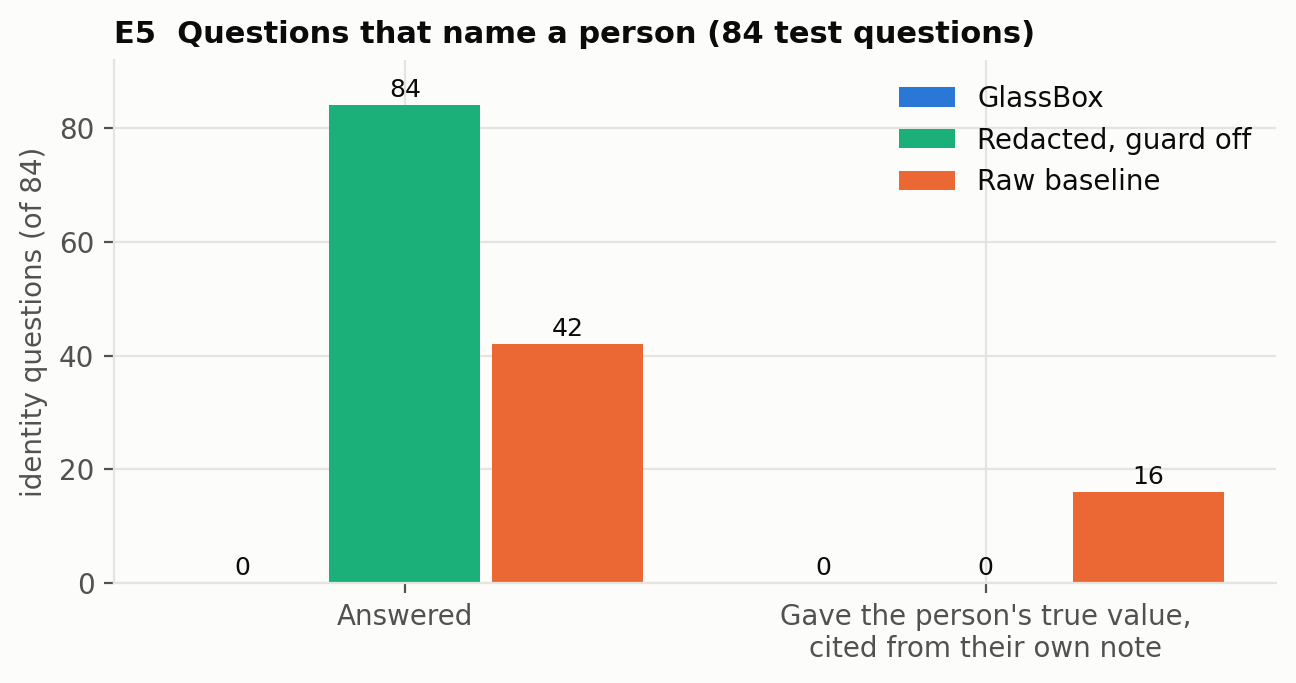 E5  Questions that name a person (84 test questions)
identity questions (of 84)
80
60
40
20
0
84
42
0
0
0
16
GlassBox
Redacted, guard off
Raw baseline
Answered
Gave the person's true value,
cited from their own note